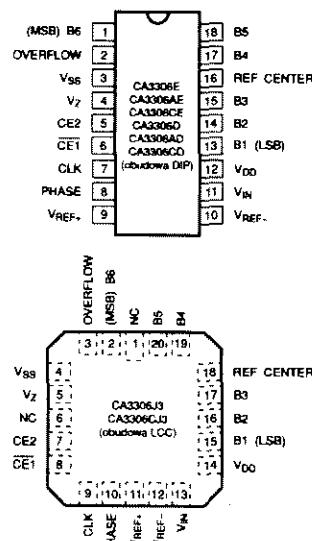 (MSB) B6 1
OVERFLOW 2
VSS 3
VZ 4
CE2 5
CE1 6
CLK 7
PHASE 8
VREF+ 9
CA3306E
CA3306AE
CA3306CE
CA3306D
CA3306AD
CA3306CD
(obudowa DIP)
18 B5
17 B4
16 REF CENTER
15 B3
14 B2
13 B1 (LSB)
12 VDD
11 VIN
10 VREF-
OVERFLOW
(MSB) B6
NC
B5
B4
3 2 1 20 19
VSS 4
VZ 5
NC 6
CE2 7
CE1 8
CA3306J3
CA3306CJ3
(obudowa LCC)
18 REF CENTER
17 B3
16 B2
15 B1 (LSB)
14 VDD
9 10 11 12 13
CLK
HASE
REF+
REF-
VIN